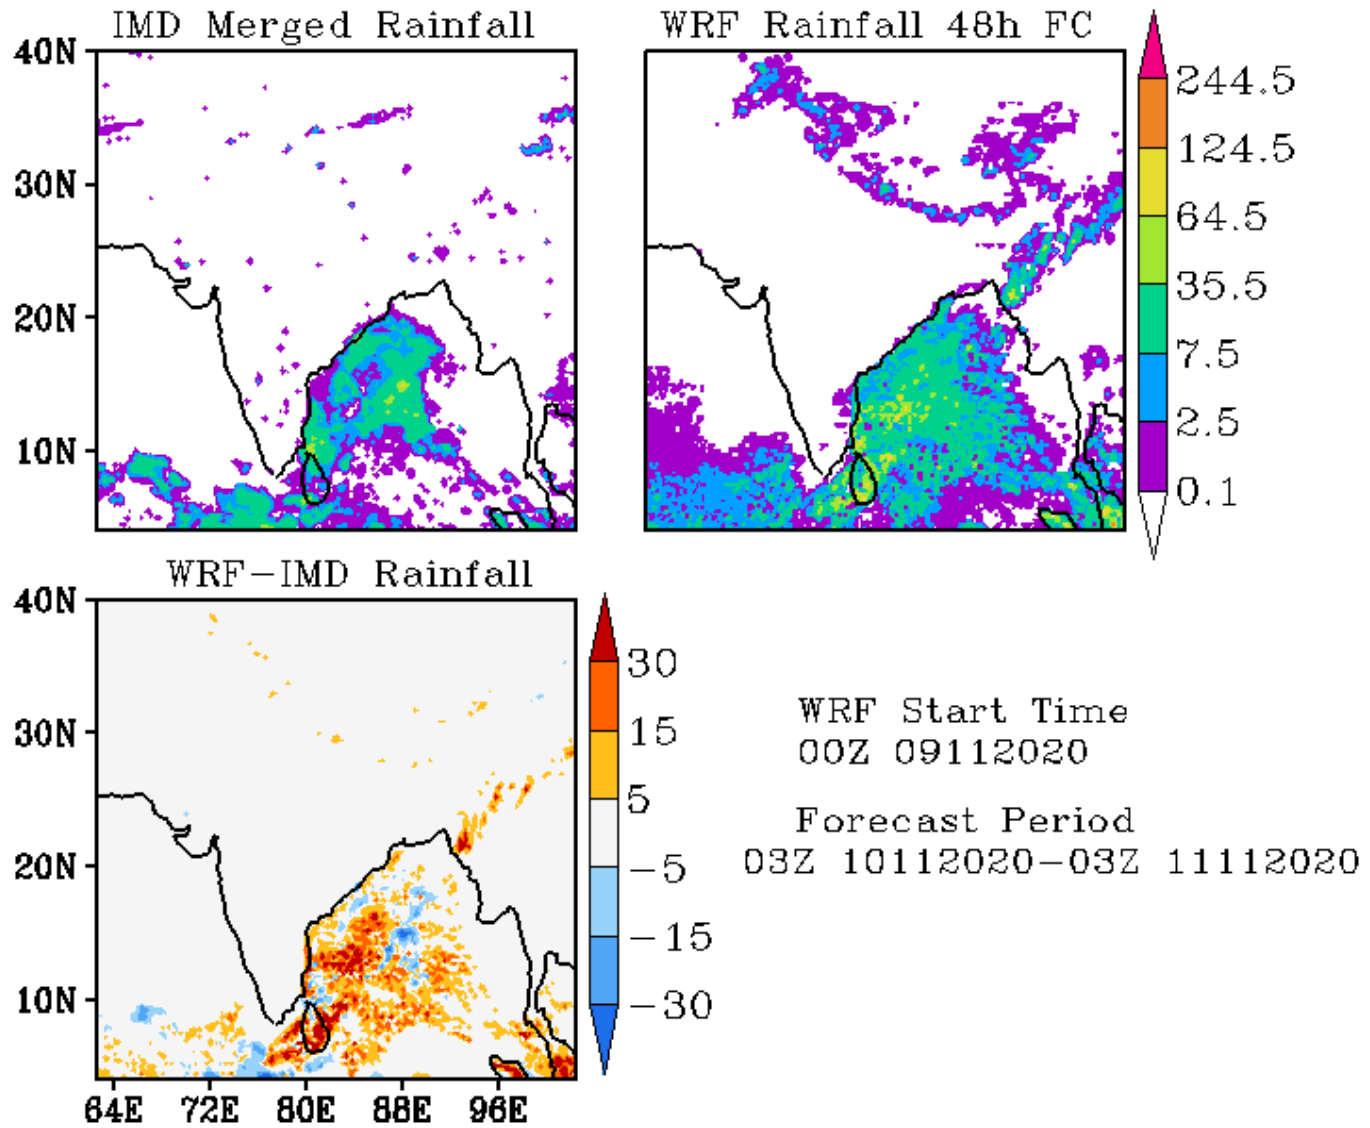 IMD Merged Rainfall
WRF Rainfall 48h FC
40N
30N
20N
10N
244.5
124.5
64.5
35.5
7.5
2.5
0.1
WRF-IMD Rainfall
40N
30N
20N
10N
64E 72E 80E 88E 96E
30
15
5
-5
-15
-30
WRF Start Time
00Z 09112020
Forecast Period
03Z 10112020-03Z 11112020